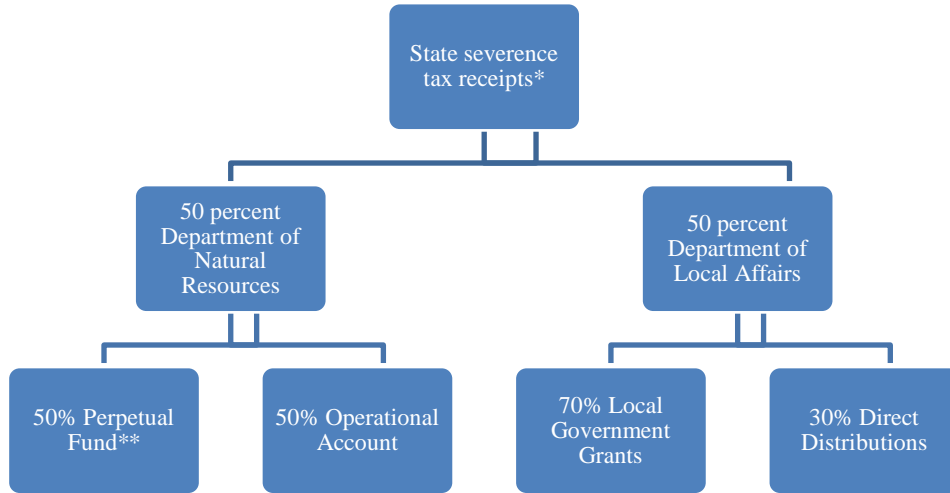 State severence
tax receipts*
50 percent
Department of
Natural
Resources
50 percent
Department of
Local Affairs
50% Perpetual
Fund**
50% Operational
Account
70% Local
Government
Grants
30% Direct
Distributions